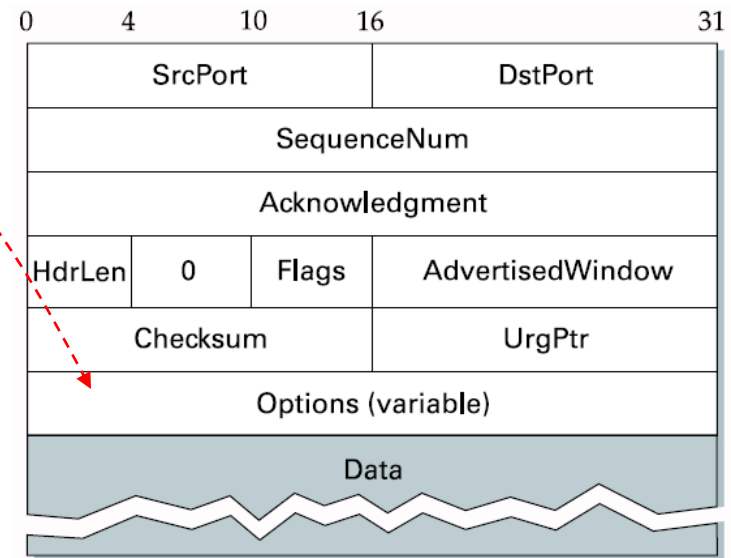 0 4 10 16 31
SrcPort DstPort
SequenceNum
Acknowledgment
HdrLen 0 Flags AdvertisedWindow
Checksum UrgPtr
Options (variable)
Data